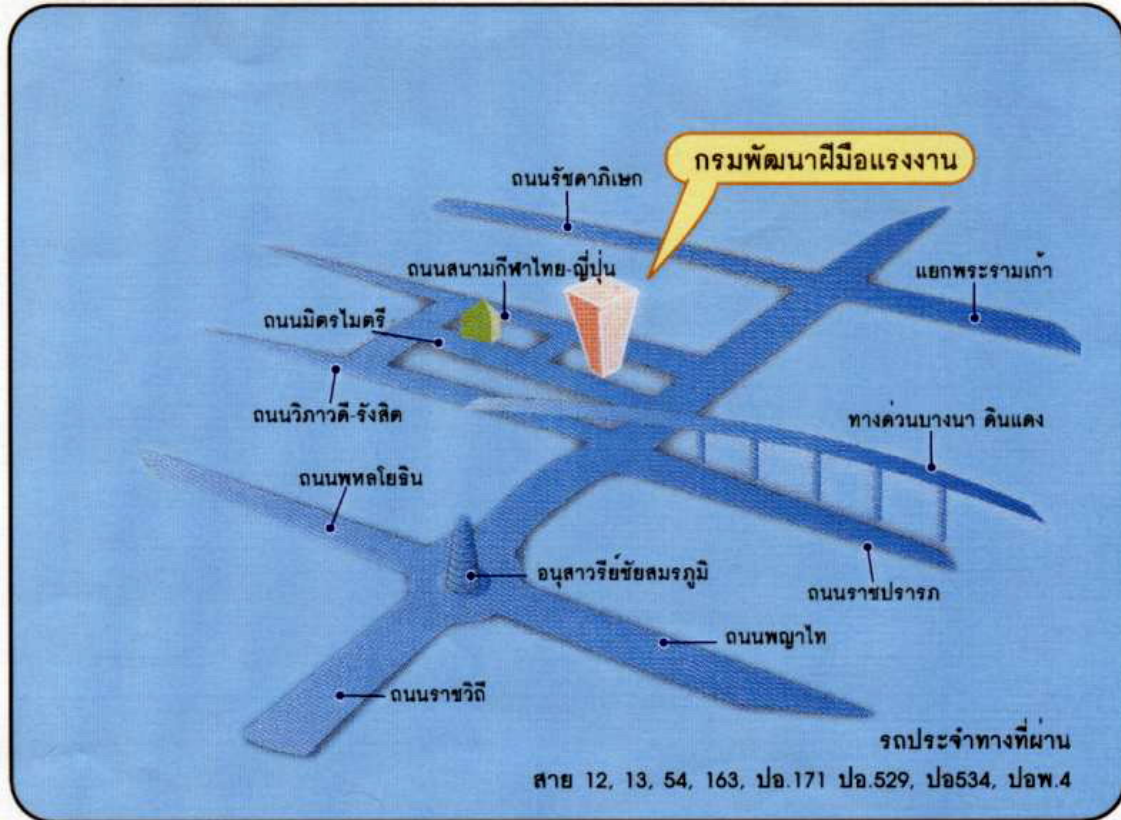 กรมพัฒนาฝีมือแรงงาน
ถนนรัชดาภิเษก
ถนนสนามกีฬาไทย-ญี่ปุ่น
แยกพระรามเก้า
ถนนมิตรไมตรี
ถนนวิภาวดี-รังสิต
ทางด่วนบางนา ดินแดง
ถนนพหลโยธิน
อนุสาวรีย์ชัยสมรภูมิ
ถนนราชปรารภ
ถนนพญาไท
ถนนราชวิถี
รถประจำทางที่ผ่าน
สาย 12, 13, 54, 163, ปอ.171 ปอ.529, ปอ534, ปอพ.4